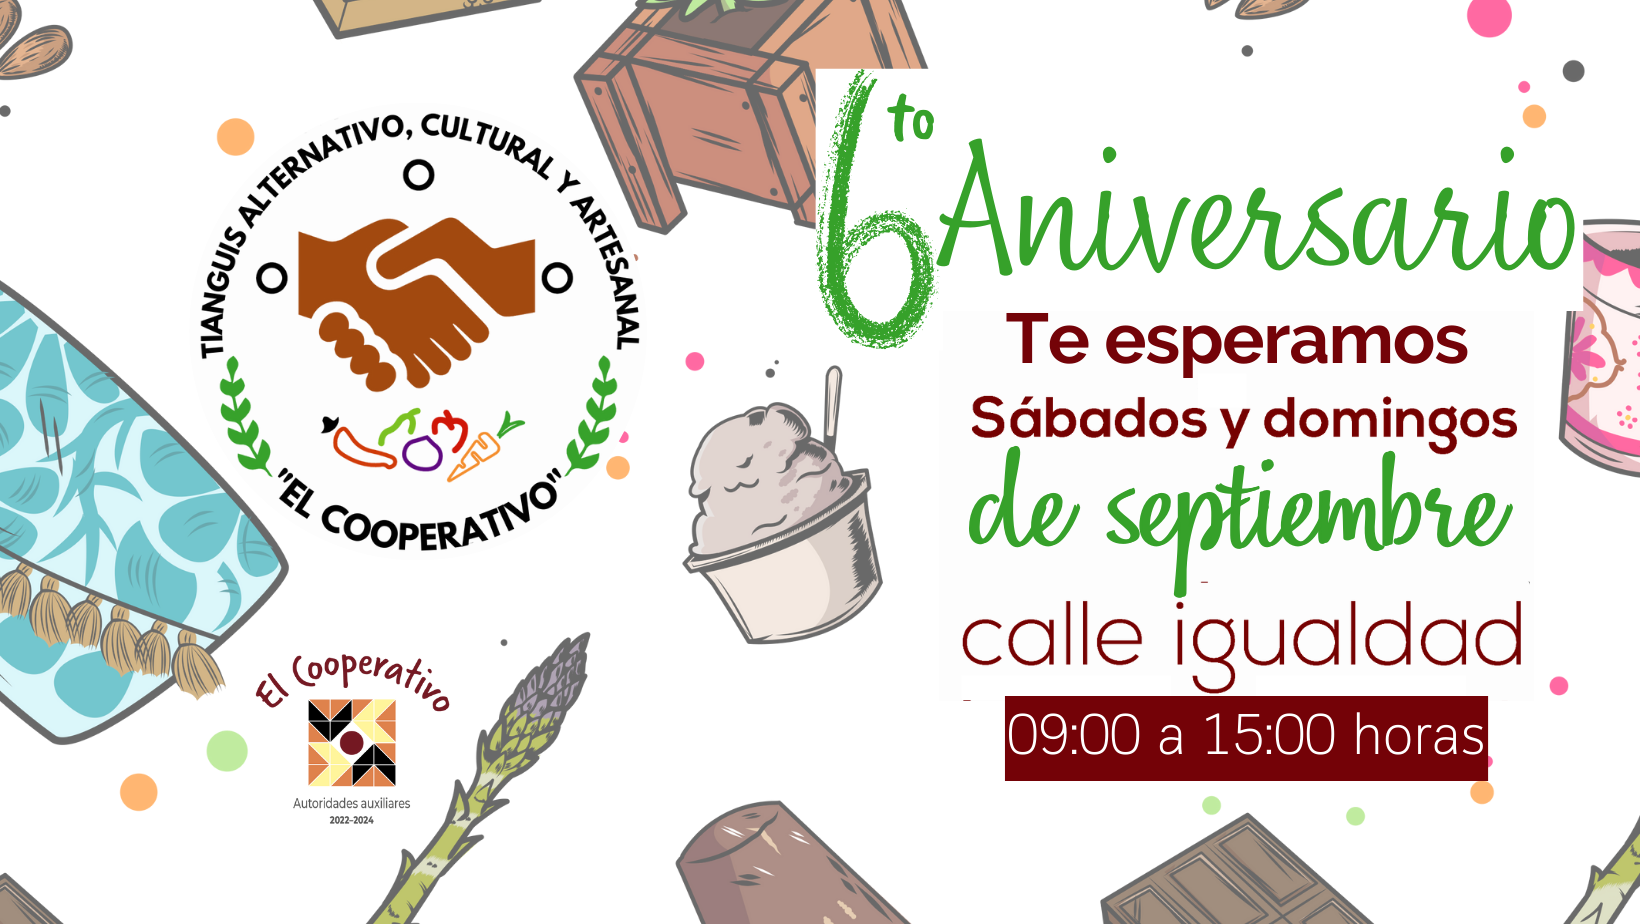 TIANGUIS ALTERNATIVO, CULTURAL Y ARTESANAL
"EL COOPERATIVO"
6to Aniversario
Te esperamos
Sábados y domingos
de septiembre
calle igualdad
09:00 a 15:00 horas
El Cooperativo
Autoridades auxiliares
2022-2024